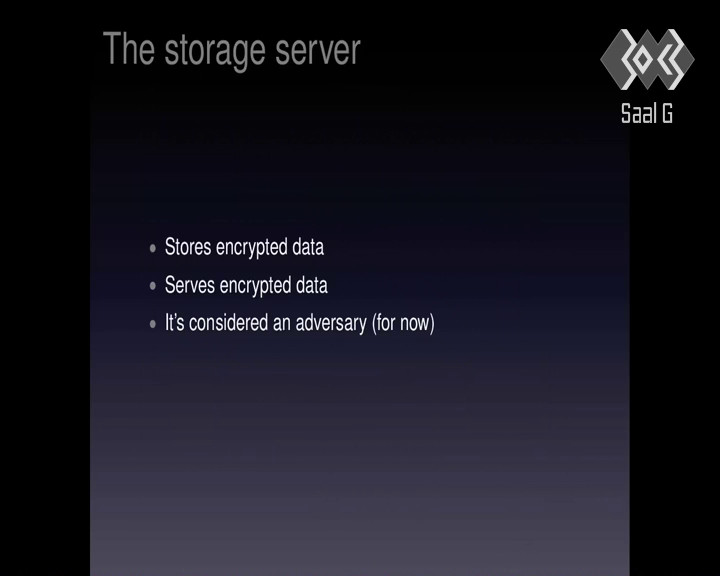 The storage server
Saal G
• Stores encrypted data
• Serves encrypted data
• It's considered an adversary (for now)